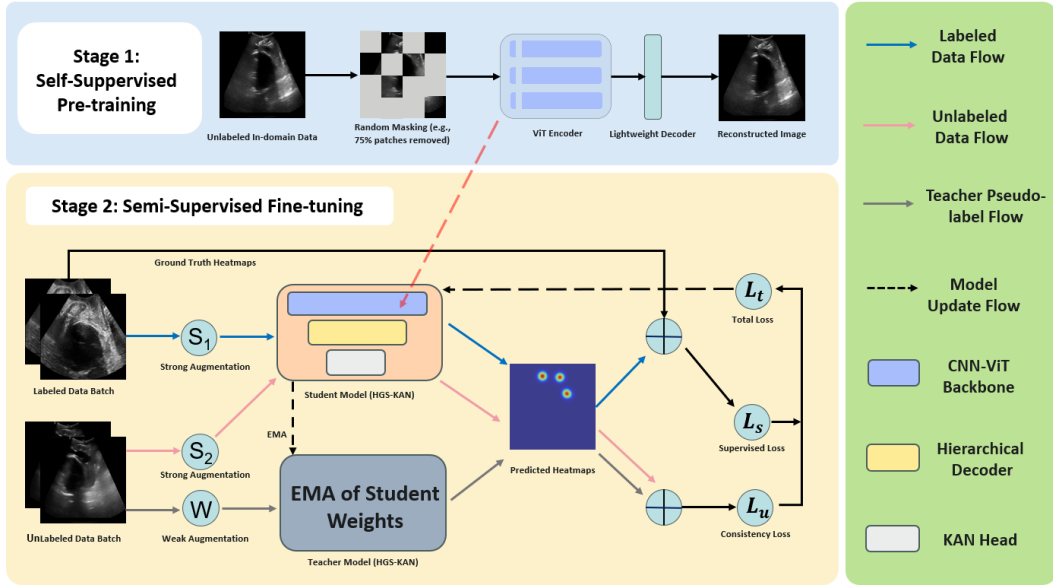 Stage 1:
Self-Suppervised
Pre-training
Unlabeled In-domain Data
Random Masking (e.g.,
75% patches removed)
ViT Encoder
Lightweight Decoder
Reconstructed Image
Stage 2: Semi-Supervised Fine-tuning
Ground Truth Heatmaps
S1
Strong Augmentation
Labeled Data Batch
S2
Strong Augmentation
W
Weak Augmentation
UnLabeled Data Batch
Student Model (HGS-KAN)
EMA
EMA of Student
Weights
Teacher Model (HGS-KAN)
Predicted Heatmaps
Lt
Total Loss
Ls
Supervised Loss
Lu
Consistency Loss
Labeled
Data Flow
Unlabeled
Data Flow
Teacher Pseudo-
label Flow
Model
Update Flow
CNN-ViT
Backbone
Hierarchical
Decoder
KAN Head